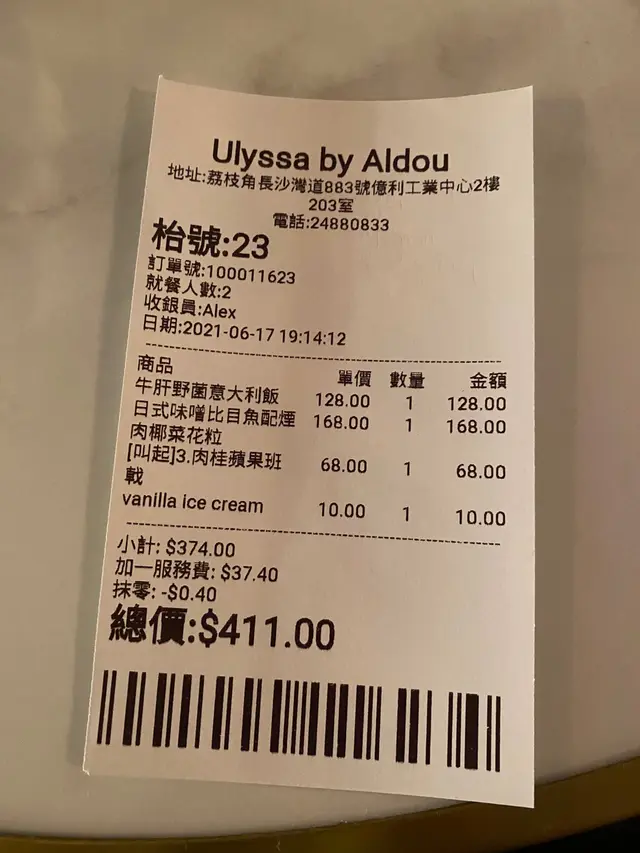 Ulyssa by Aldou
地址:荔枝角長沙灣道883號億利工業中心2樓
203室
電話:24880833
枱號:23
訂單號:100011623
就餐人數:2
收銀員:Alex
日期:2021-06-17 19:14:12
商品 單價 數量 金額
牛肝野菌意大利飯 128.00 1 128.00
日式味噌比目魚配煙 168.00 1 168.00
肉椰菜花粒
[叫起]3.肉桂蘋果班 68.00 1 68.00
戟
vanilla ice cream 10.00 1 10.00
小計: $374.00
加一服務費: $37.40
抹零: -$0.40
總價:$411.00